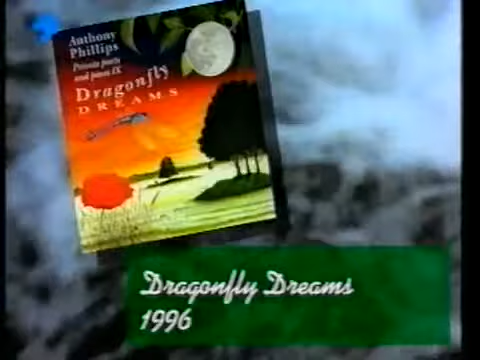 Anthony
Phillips
Private parts
and pieces IX
Dragonfly
DREAMS
Dragonfly Dreams
1996